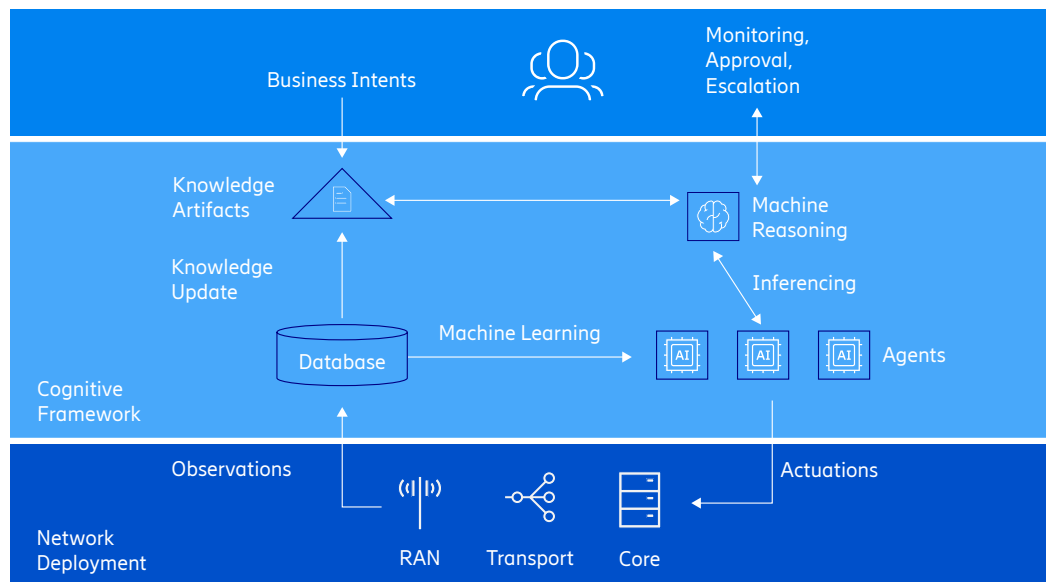 Business Intents
Monitoring,
Approval,
Escalation
Knowledge
Artifacts
Machine
Reasoning
Knowledge
Update
Inferencing
Machine Learning
Database
AI
AI
AI
Agents
Cognitive
Framework
Observations
Actuations
Network
Deployment
RAN
Transport
Core